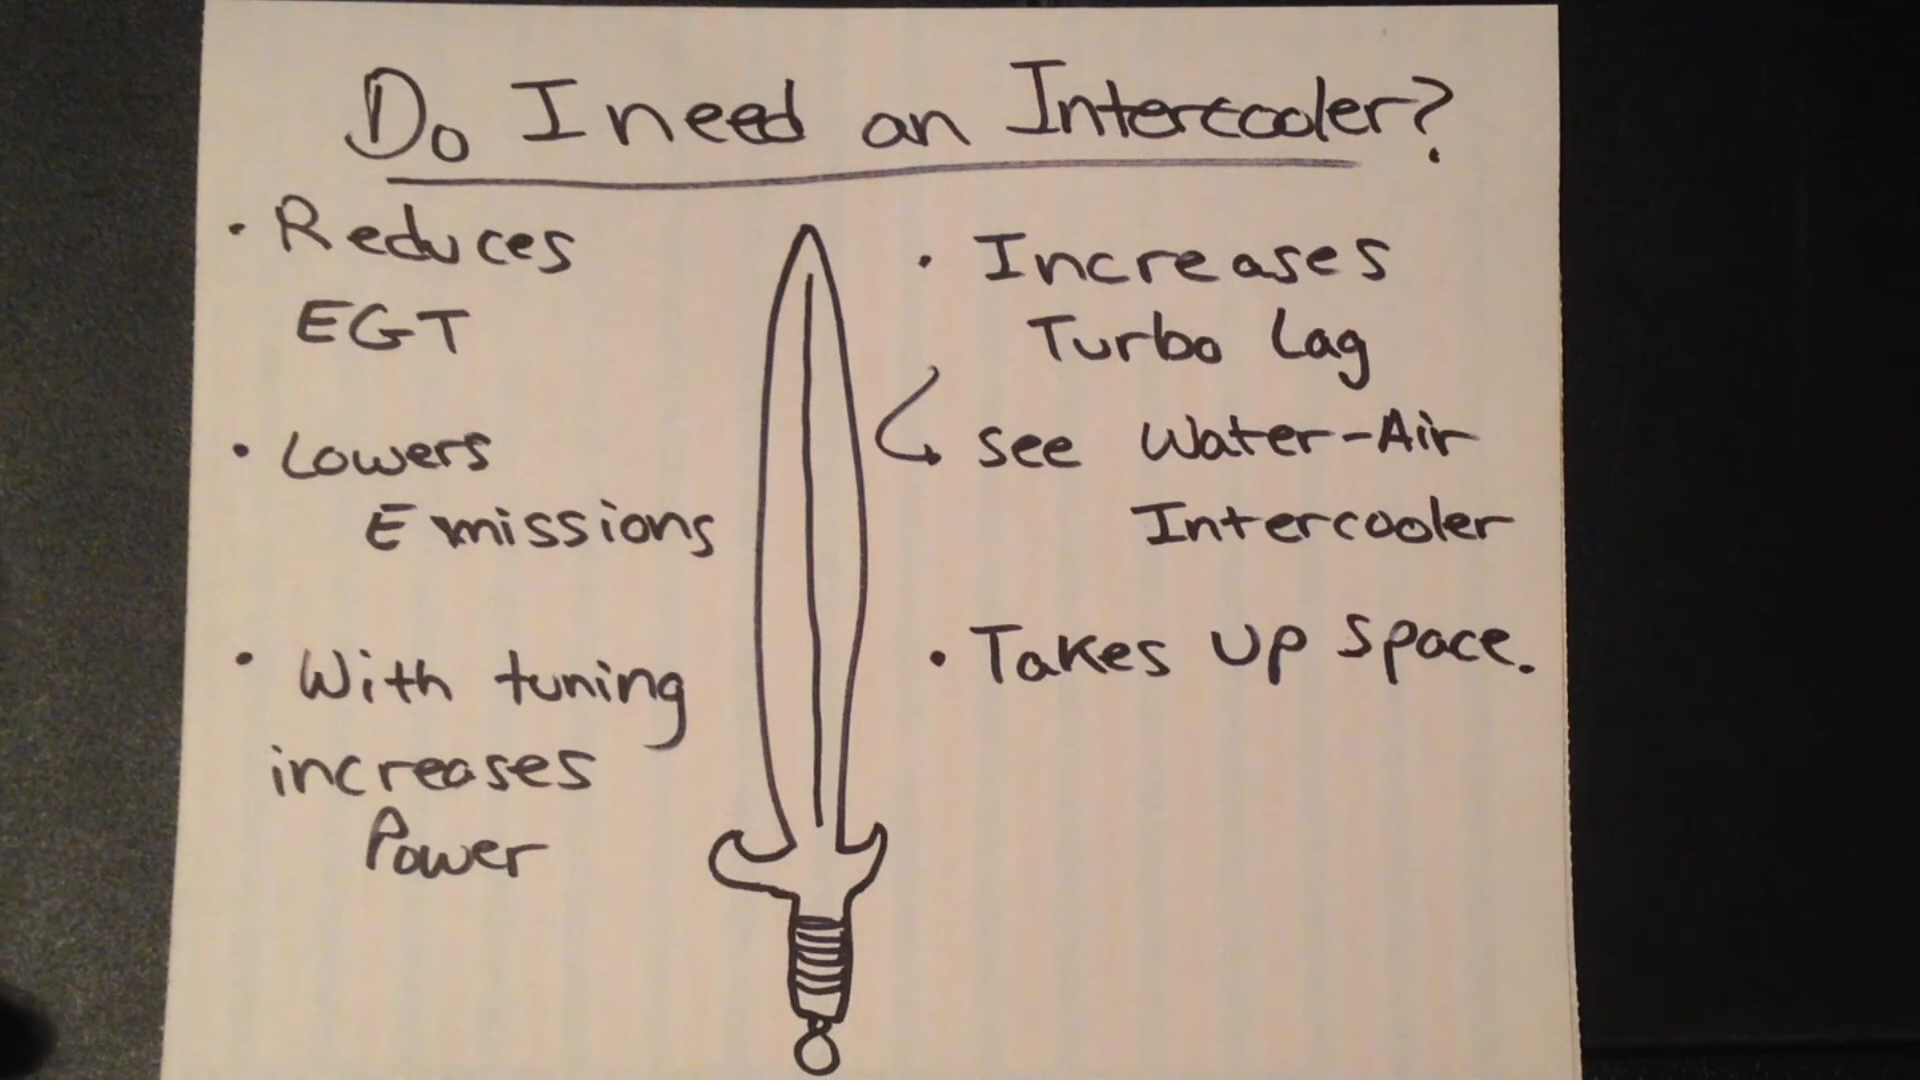 Do I need an Intercooler?
· Reduces
EGT
· Lowers
Emissions
· With tuning
increases
Power
· Increases
Turbo Lag
see Water-Air
Intercooler
· Takes up space.